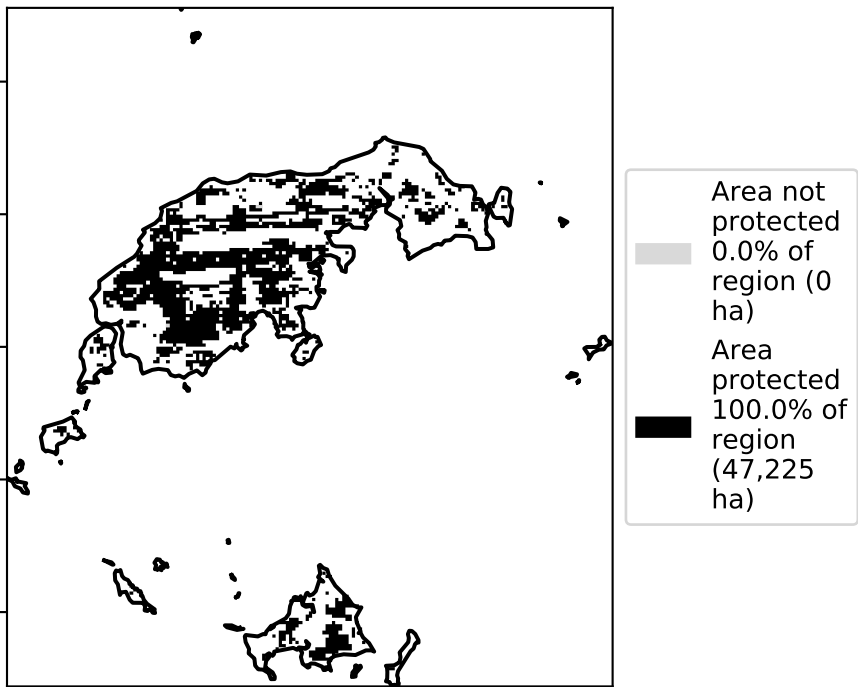 Area not
protected
0.0% of
region (0
ha)
Area
protected
100.0% of
region
(47,225
ha)